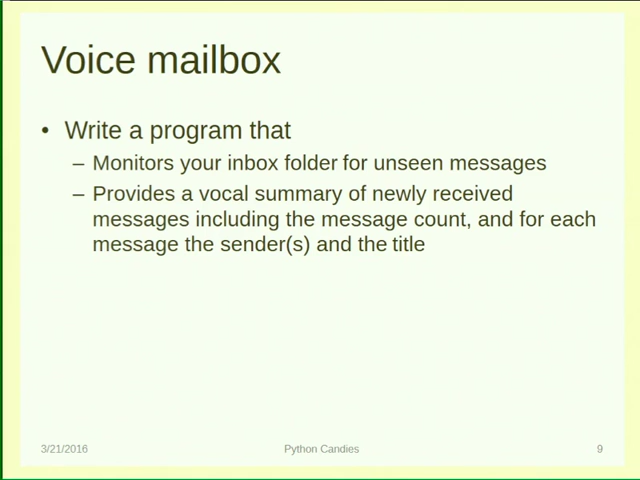 Voice mailbox
• Write a program that
– Monitors your inbox folder for unseen messages
– Provides a vocal summary of newly received
messages including the message count, and for each
message the sender(s) and the title
3/21/2016 Python Candies 9